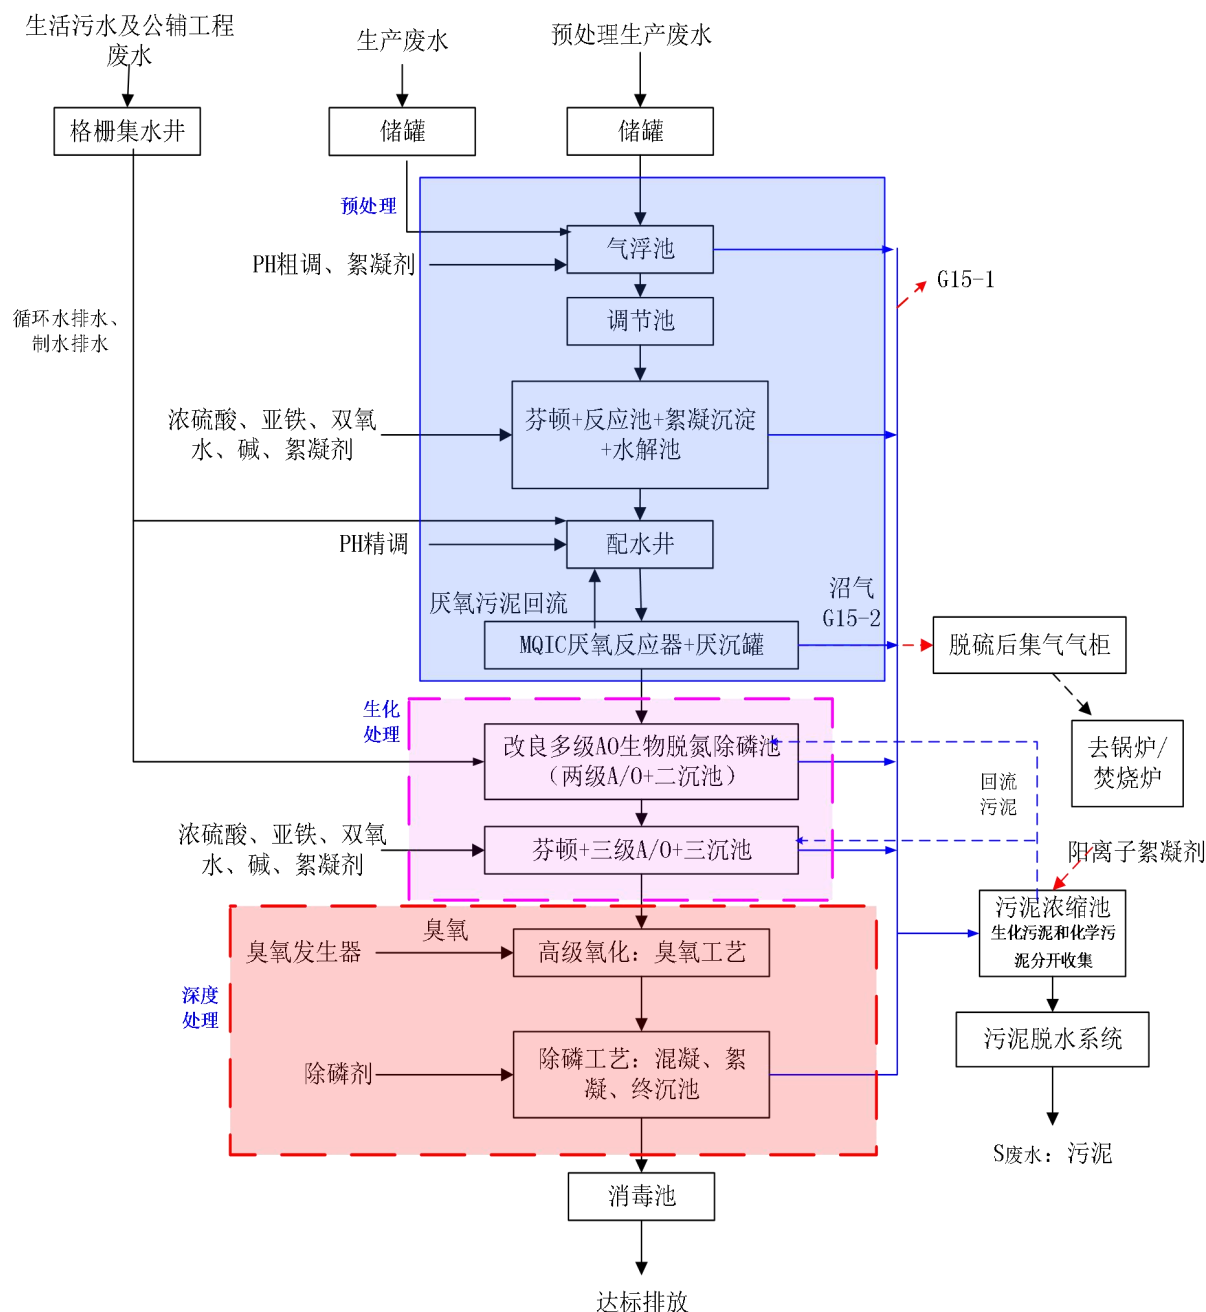 生活污水及公辅工程
废水
生产废水
预处理生产废水
格栅集水井
储罐
储罐
预处理
气浮池
PH粗调、絮凝剂
G15-1
调节池
循环水排水、
制水排水
浓硫酸、亚铁、双氧
水、碱、絮凝剂
芬顿+反应池+絮凝沉淀
+水解池
PH精调
配水井
厌氧污泥回流
沼气
G15-2
MQIC厌氧反应器+厌沉罐
脱硫后集气气柜
生化
处理
改良多级AO生物脱氮除磷池
（两级A/O+二沉池）
去锅炉/
焚烧炉
回流
污泥
浓硫酸、亚铁、双氧
水、碱、絮凝剂
芬顿+三级A/O+三沉池
阳离子絮凝剂
污泥浓缩池
生化污泥和化学污
泥分开收集
臭氧发生器
臭氧
高级氧化：臭氧工艺
深度
处理
污泥脱水系统
除磷剂
除磷工艺：混凝、絮
凝、终沉池
S废水：污泥
消毒池
达标排放